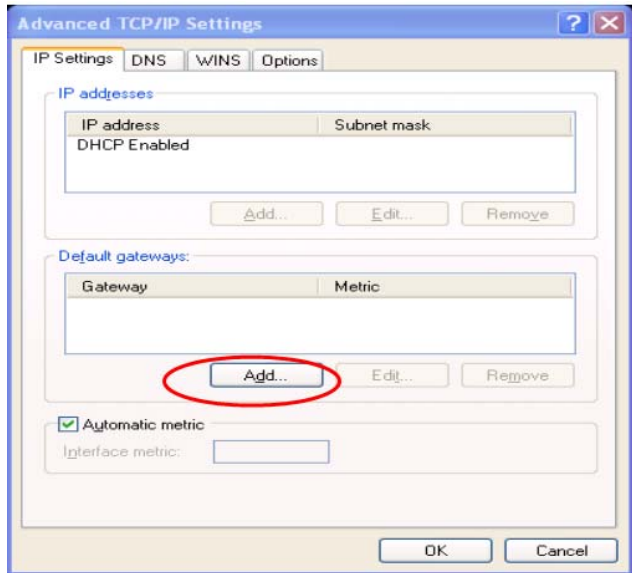 Advanced TCP/IP Settings
IP Settings DNS WINS Options
IP addresses
IP address Subnet mask
DHCP Enabled
Add... Edit... Remove
Default gateways:
Gateway Metric
Add... Edit... Remove
Automatic metric
Interface metric:
OK Cancel